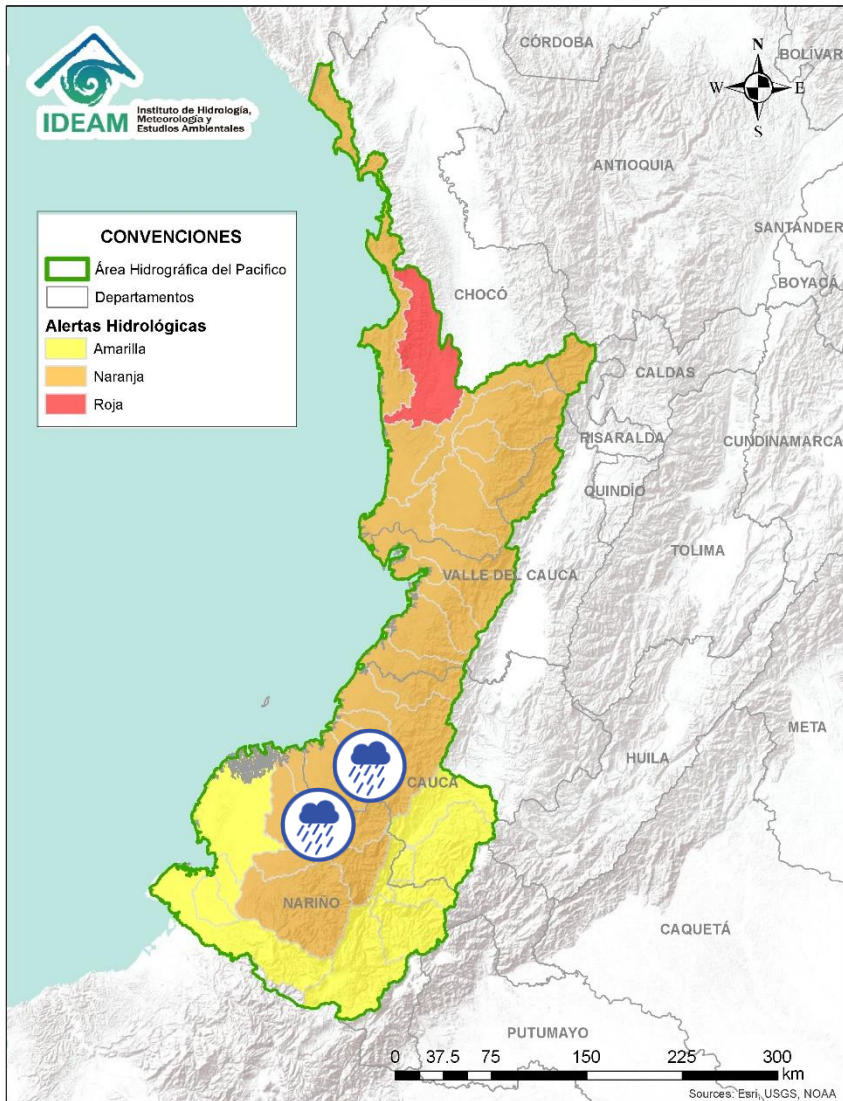 IDEAM
Instituto de Hidrología,
Meteorología y
Estudios Ambientales
CÓRDOBA
BOLÍVAR
N
W E
S
ANTIOQUIA
SANTANDER
BOYACÁ
CONVENCIONES
Área Hidrográfica del Pacifico
Departamentos
Alertas Hidrológicas
Amarilla
Naranja
Roja
CHOCÓ
CALDAS
RISARALDA
CUNDINAMARCA
QUINDÍO
TOLIMA
VALLE DEL CAUCA
META
HUILA
CAUCA
NARIÑO
CAQUETÁ
PUTUMAYO
0 37.5 75 150 225 300
km
Sources: Esri, USGS, NOAA